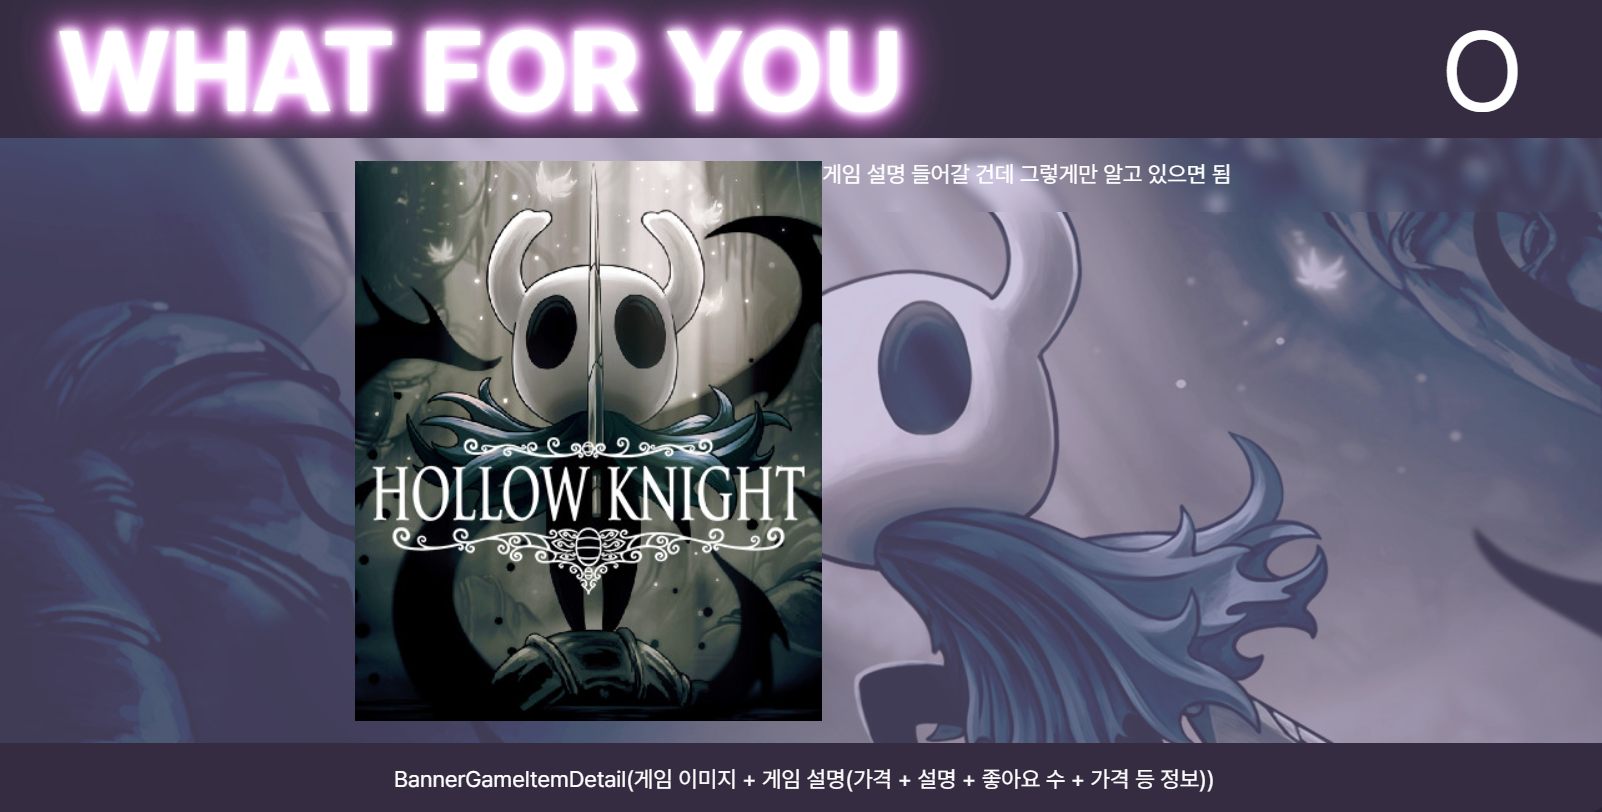 WHAT FOR YOU
O
게임 설명 들어갈 건데 그렇게만 알고 있으면 됨
HOLLOW KNIGHT
BannerGameItemDetail(게임 이미지 + 게임 설명(가격 + 설명 + 좋아요 수 + 가격 등 정보))